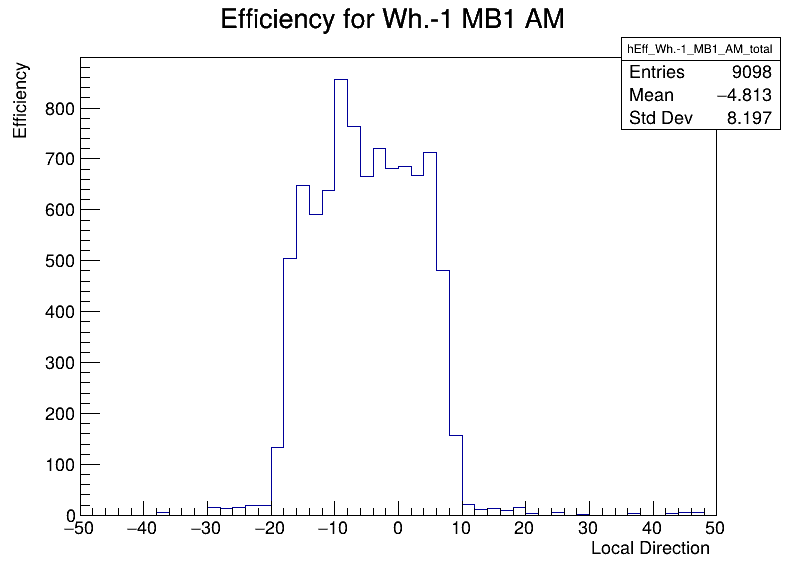 Efficiency for Wh.-1 MB1 AM
hEff_Wh.-1_MB1_AM_total
Entries 9098
Mean −4.813
Std Dev 8.197
Efficiency
800
700
600
500
400
300
200
100
0
−50 −40 −30 −20 −10 0 10 20 30 40 50
Local Direction